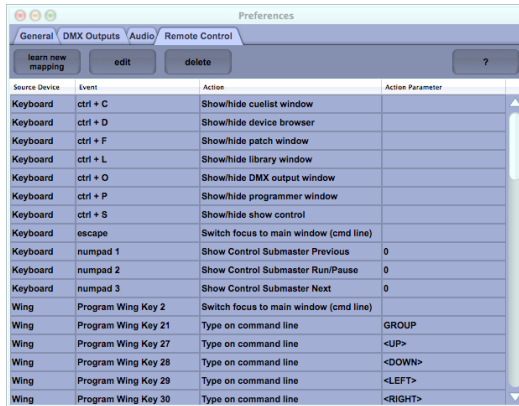 Preferences
General DMX Outputs Audio Remote Control
learn new mapping edit delete ?
Source Device Event Action Action Parameter
Keyboard ctrl + C Show/hide cuelist window
Keyboard ctrl + D Show/hide device browser
Keyboard ctrl + F Show/hide patch window
Keyboard ctrl + L Show/hide library window
Keyboard ctrl + O Show/hide DMX output window
Keyboard ctrl + P Show/hide programmer window
Keyboard ctrl + S Show/hide show control
Keyboard escape Switch focus to main window (cmd line)
Keyboard numpad 1 Show Control Submaster Previous 0
Keyboard numpad 2 Show Control Submaster Run/Pause 0
Keyboard numpad 3 Show Control Submaster Next 0
Wing Program Wing Key 2 Switch focus to main window (cmd line)
Wing Program Wing Key 21 Type on command line GROUP
Wing Program Wing Key 27 Type on command line <UP>
Wing Program Wing Key 28 Type on command line <DOWN>
Wing Program Wing Key 29 Type on command line <LEFT>
Wing Program Wing Key 30 Type on command line <RIGHT>